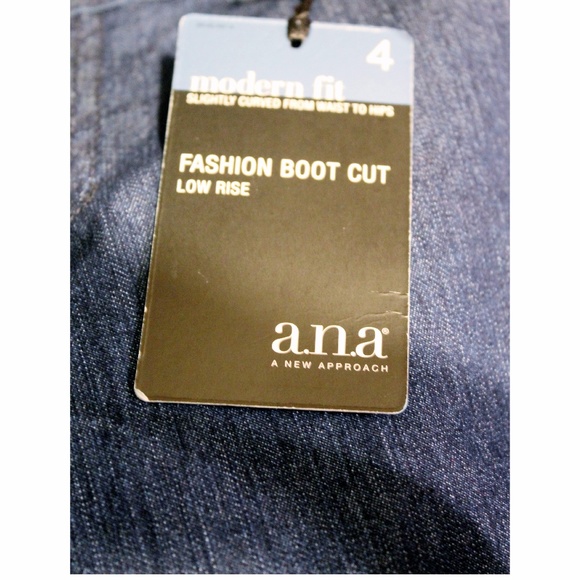 4
modern fit
SLIGHTLY CURVED FROM WAIST TO HIPS
FASHION BOOT CUT
LOW RISE
a.n.a®
A NEW APPROACH